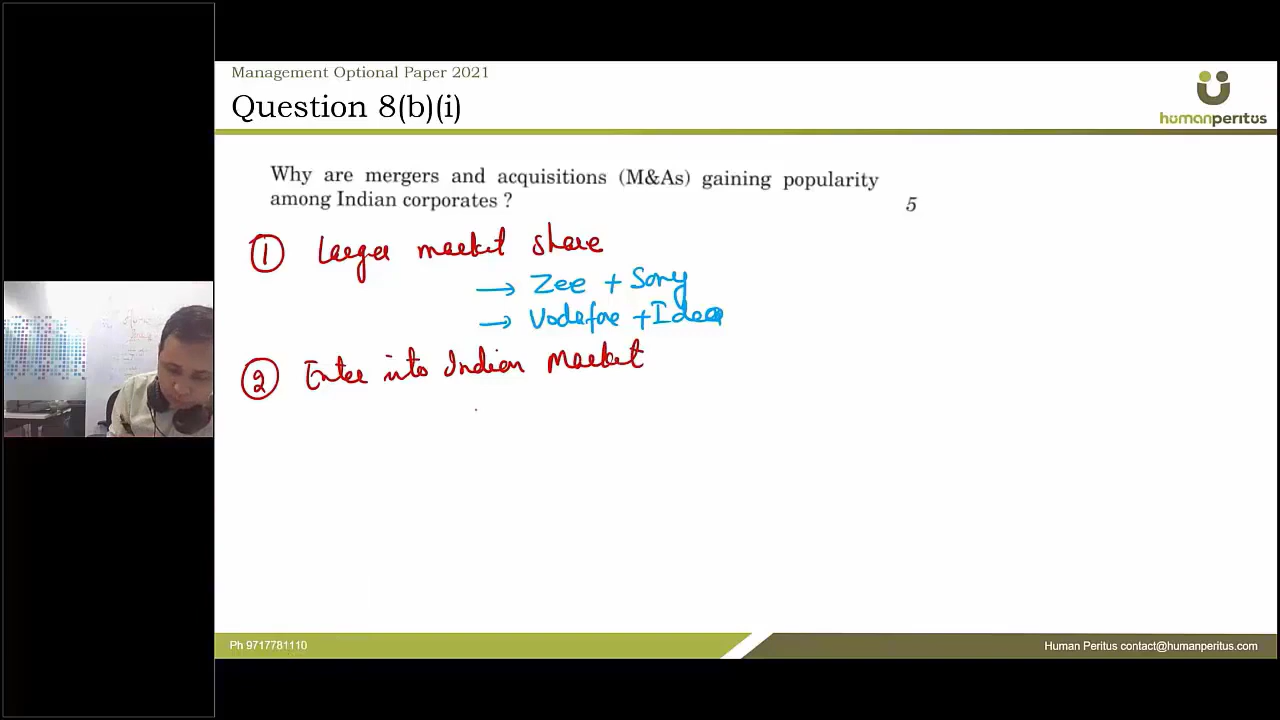 Management Optional Paper 2021
Question 8(b)(i)
humanperitus
Why are mergers and acquisitions (M&As) gaining popularity
among Indian corporates ?
5
1 Larger market share
→ Zee + Sony
→ Vodafone + Idea
2 Enter into Indian Market
Ph 9717781110
Human Peritus contact@humanperitus.com